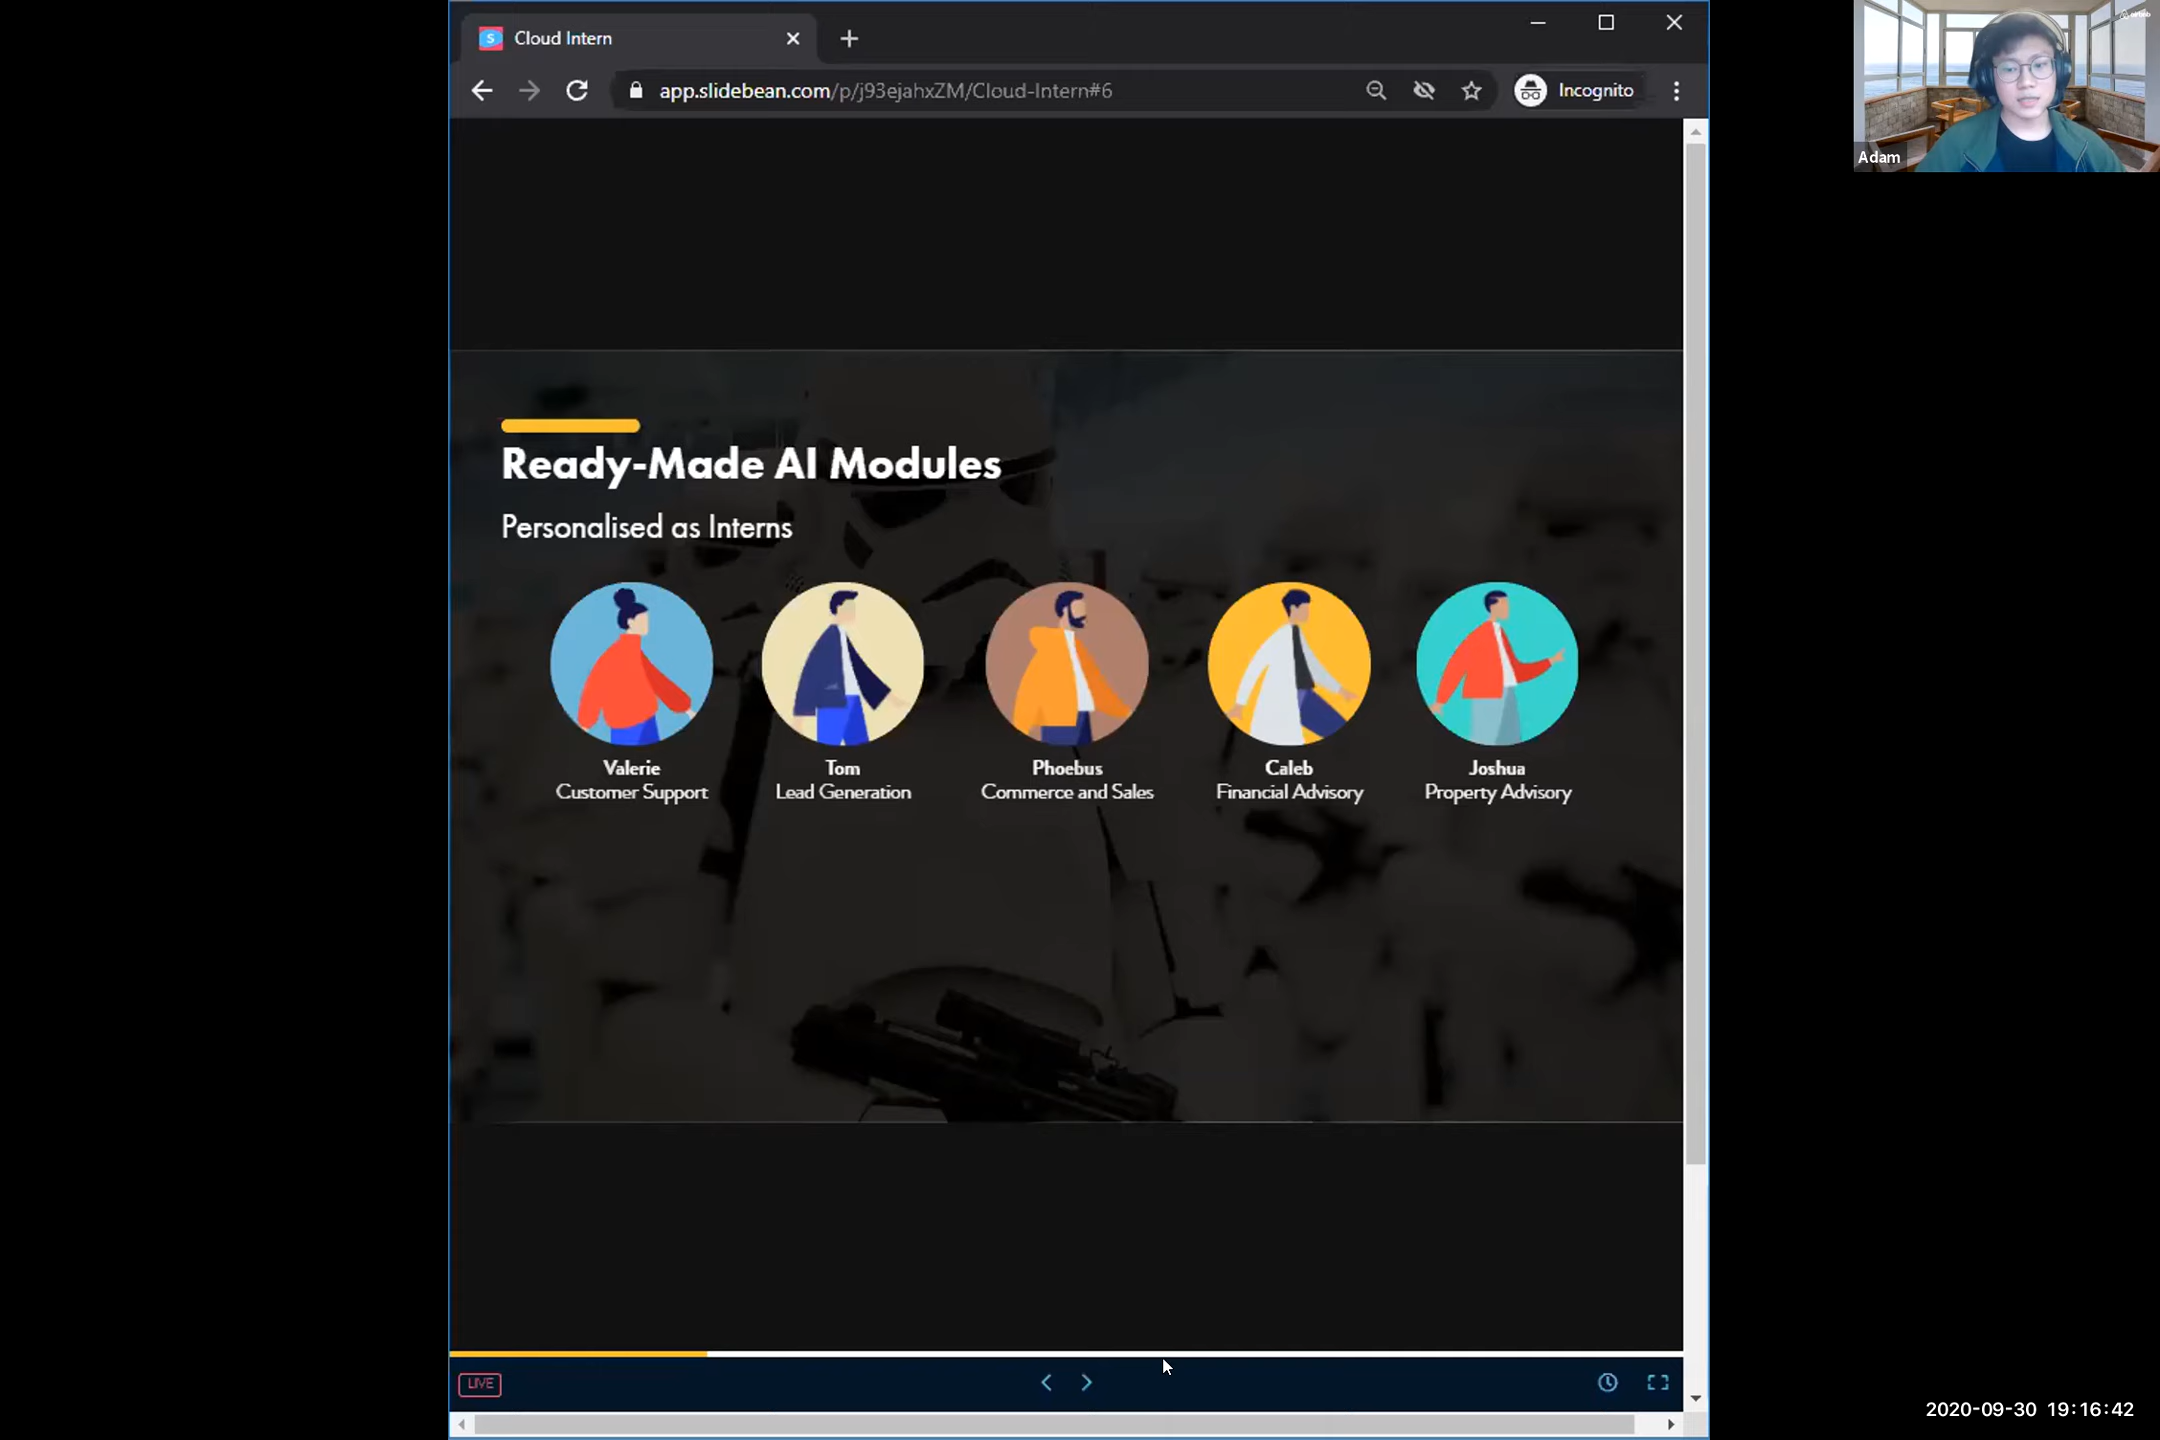 Cloud Intern
app.slidebean.com/p/j93ejahxZM/Cloud-Intern#6
Incognito
Adam
Ready-Made AI Modules
Personalised as Interns
Valerie
Customer Support
Tom
Lead Generation
Phoebus
Commerce and Sales
Caleb
Financial Advisory
Joshua
Property Advisory
LIVE
2020-09-30 19:16:42